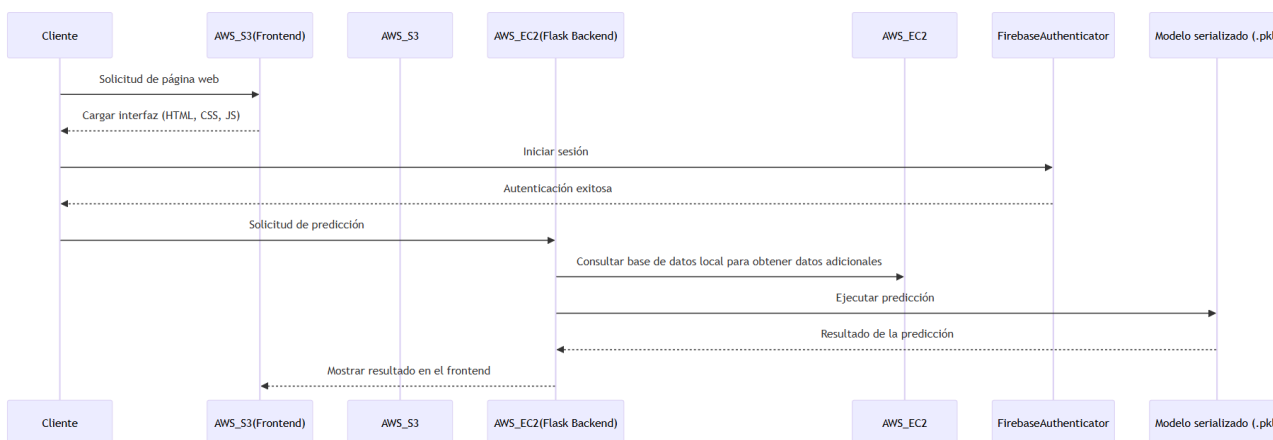 Cliente
AWS_S3(Frontend)
AWS_S3
AWS_EC2(Flask Backend)
AWS_EC2
FirebaseAuthenticator
Modelo serializado (.pkl
Solicitud de página web
Cargar interfaz (HTML, CSS, JS)
Iniciar sesión
Autenticación exitosa
Solicitud de predicción
Consultar base de datos local para obtener datos adicionales
Ejecutar predicción
Resultado de la predicción
Mostrar resultado en el frontend
Cliente
AWS_S3(Frontend)
AWS_S3
AWS_EC2(Flask Backend)
AWS_EC2
FirebaseAuthenticator
Modelo serializado (.pkl